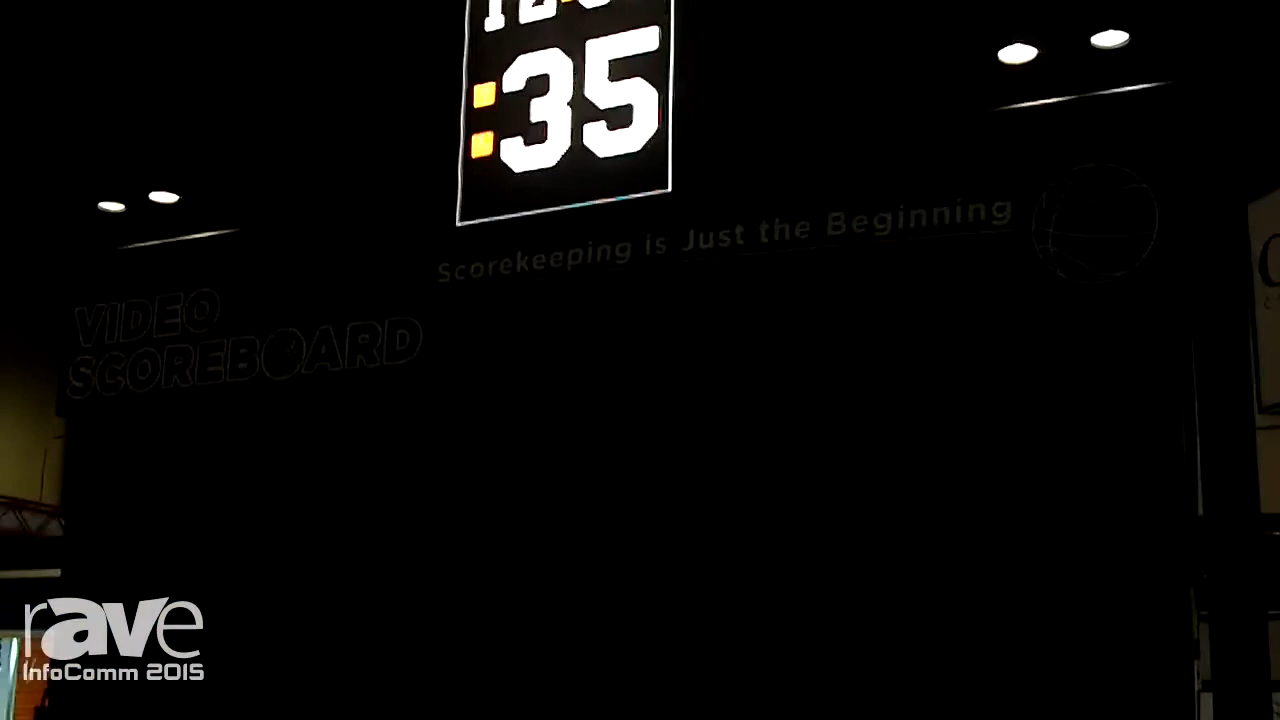 :35
Scorekeeping is Just the Beginning
VIDEO
SCOREBOARD
rave
InfoComm 2015